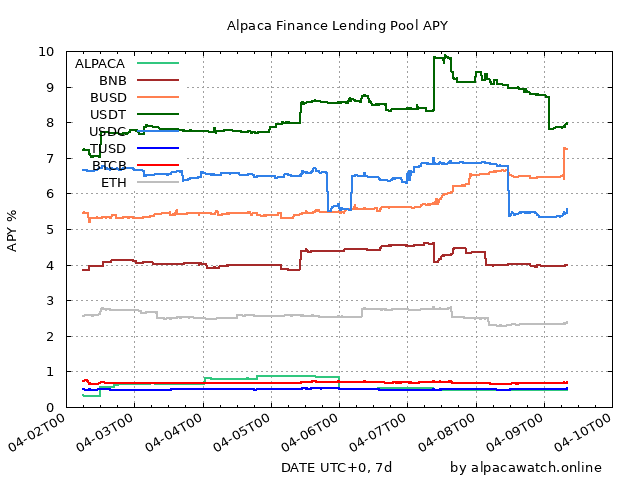 Alpaca Finance Lending Pool APY
10
9
8
7
6
5
4
3
2
1
0
APY %
ALPACA
BNB
BUSD
USDT
USDC
TUSD
BTCB
ETH
04-02T00
04-03T00
04-04T00
04-05T00
04-06T00
04-07T00
04-08T00
04-09T00
04-10T00
DATE UTC+0, 7d
by alpacawatch.online